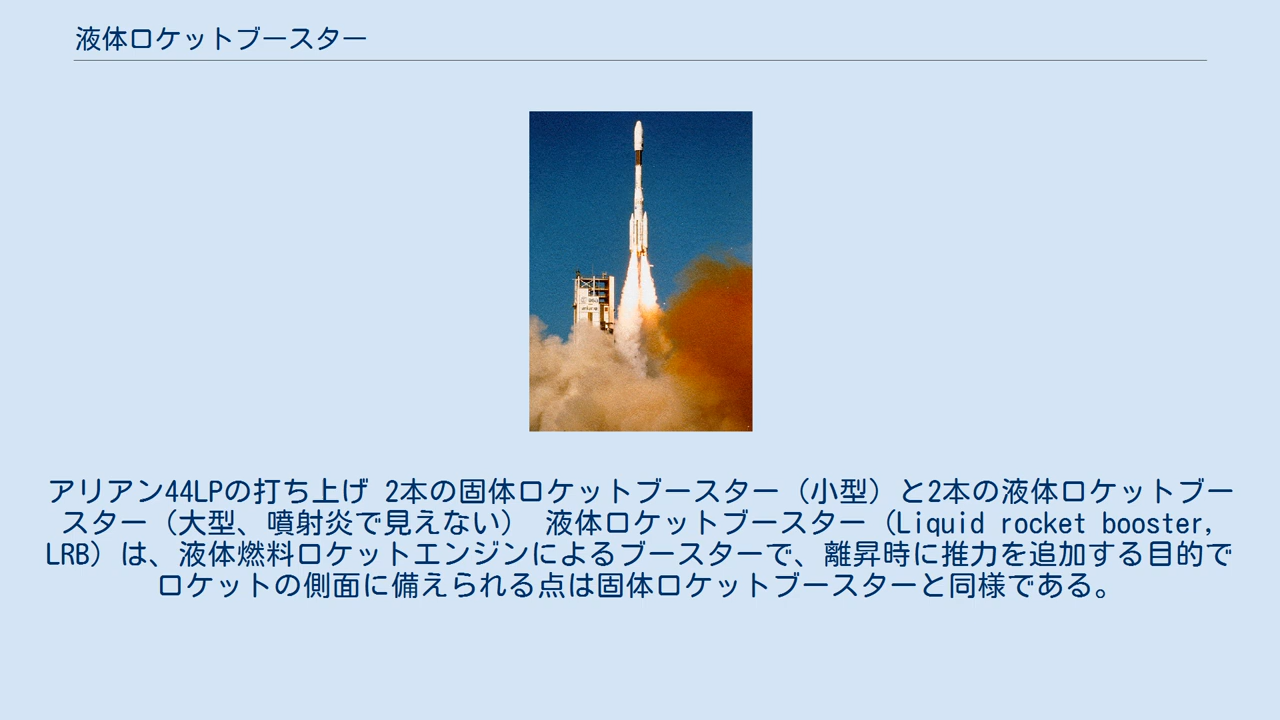 液体ロケットブースター
アリアン44LPの打ち上げ 2本の固体ロケットブースター（小型）と2本の液体ロケットブー
スター（大型、噴射炎で見えない） 液体ロケットブースター（Liquid rocket booster,
LRB）は、液体燃料ロケットエンジンによるブースターで、離昇時に推力を追加する目的で
ロケットの側面に備えられる点は固体ロケットブースターと同様である。